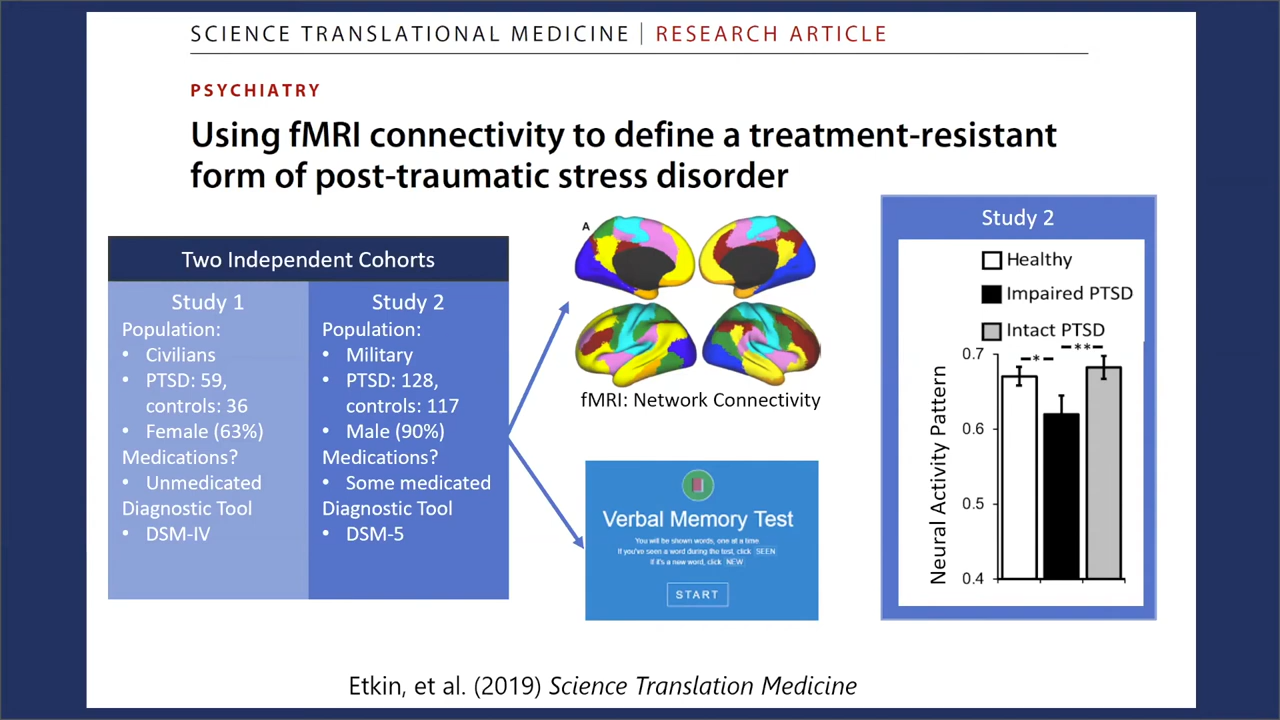 SCIENCE TRANSLATIONAL MEDICINE | RESEARCH ARTICLE
PSYCHIATRY
Using fMRI connectivity to define a treatment-resistant
form of post-traumatic stress disorder
Two Independent Cohorts
Study 1
Population:
• Civilians
• PTSD: 59,
controls: 36
• Female (63%)
Medications?
• Unmedicated
Diagnostic Tool
• DSM-IV
Study 2
Population:
• Military
• PTSD: 128,
controls: 117
• Male (90%)
Medications?
• Some medicated
Diagnostic Tool
• DSM-5
A
fMRI: Network Connectivity
Verbal Memory Test
You will be shown words, one at a time.
If you've seen a word during the test, click SEEN
If it's a new word, click NEW
START
Study 2
Healthy
Impaired PTSD
Intact PTSD
*
**
0.7
0.6
0.5
0.4
Neural Activity Pattern
Etkin, et al. (2019) Science Translation Medicine